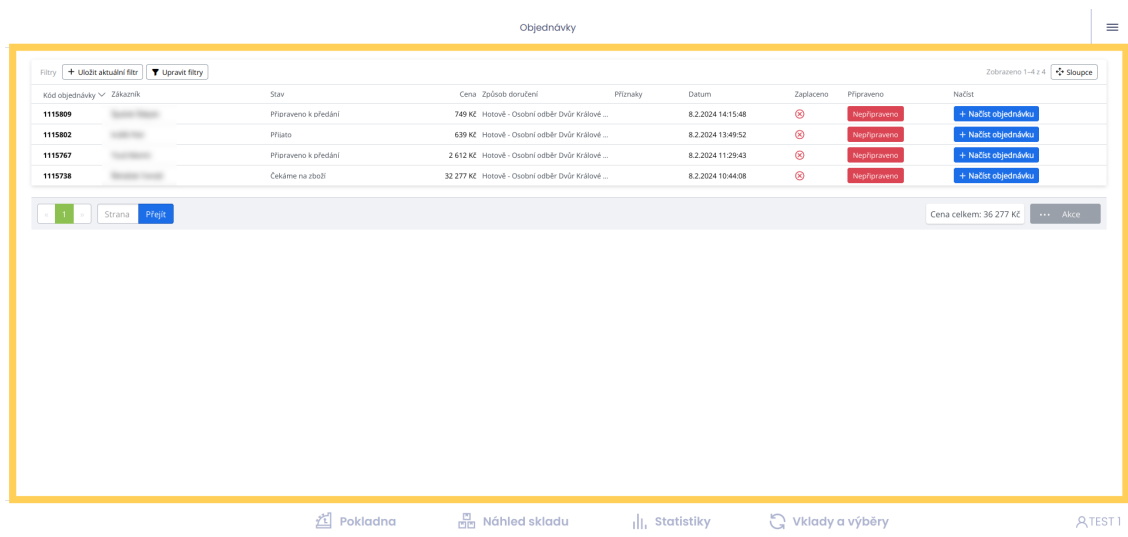 Objednávky
Filtry + Uložit aktuální filtr Upravit filtry Zobrazeno 1–4 z 4 Sloupce
Kód objednávky Zákazník Stav Cena Způsob doručení Příznaky Datum Zaplaceno Připraveno Načíst
1115809 Připraveno k předání 749 Kč Hotově - Osobní odběr Dvůr Králové ... 8.2.2024 14:15:48 Nepřipraveno + Načíst objednávku
1115802 Přijato 639 Kč Hotově - Osobní odběr Dvůr Králové ... 8.2.2024 13:49:52 Nepřipraveno + Načíst objednávku
1115767 Připraveno k předání 2 612 Kč Hotově - Osobní odběr Dvůr Králové ... 8.2.2024 11:29:43 Nepřipraveno + Načíst objednávku
1115738 Čekáme na zboží 32 277 Kč Hotově - Osobní odběr Dvůr Králové ... 8.2.2024 10:44:08 Nepřipraveno + Načíst objednávku
« 1 » Strana Přejít Cena celkem: 36 277 Kč ... Akce
Pokladna Náhled skladu Statistiky Vklady a výběry TEST 1